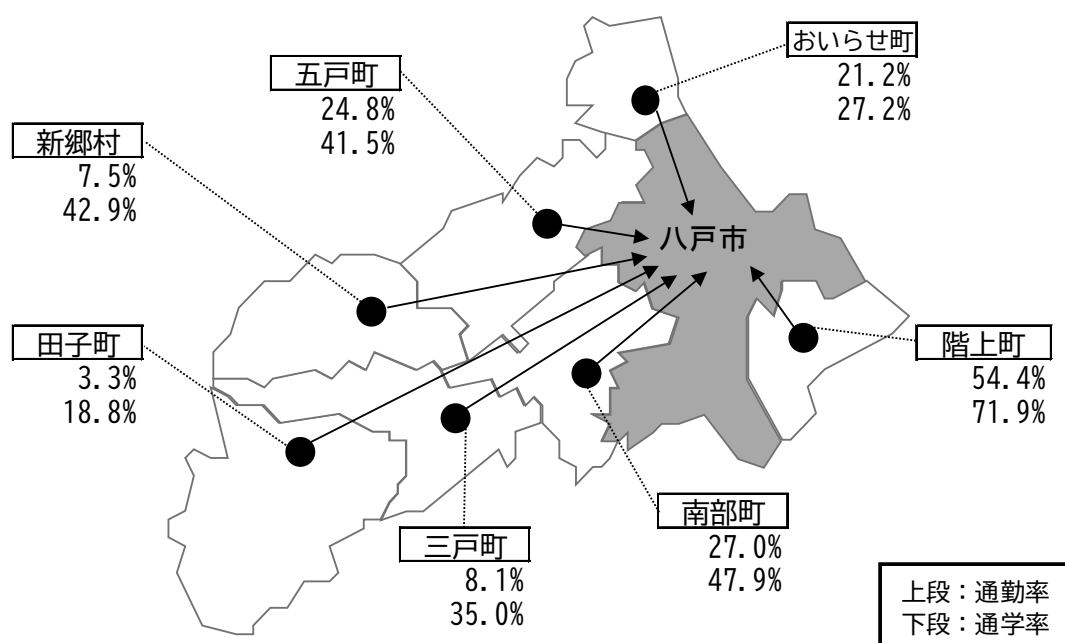 おいらせ町
21.2%
27.2%
五戸町
24.8%
41.5%
新郷村
7.5%
42.9%
八戸市
田子町
3.3%
18.8%
階上町
54.4%
71.9%
南部町
27.0%
47.9%
三戸町
8.1%
35.0%
上段：通勤率
下段：通学率